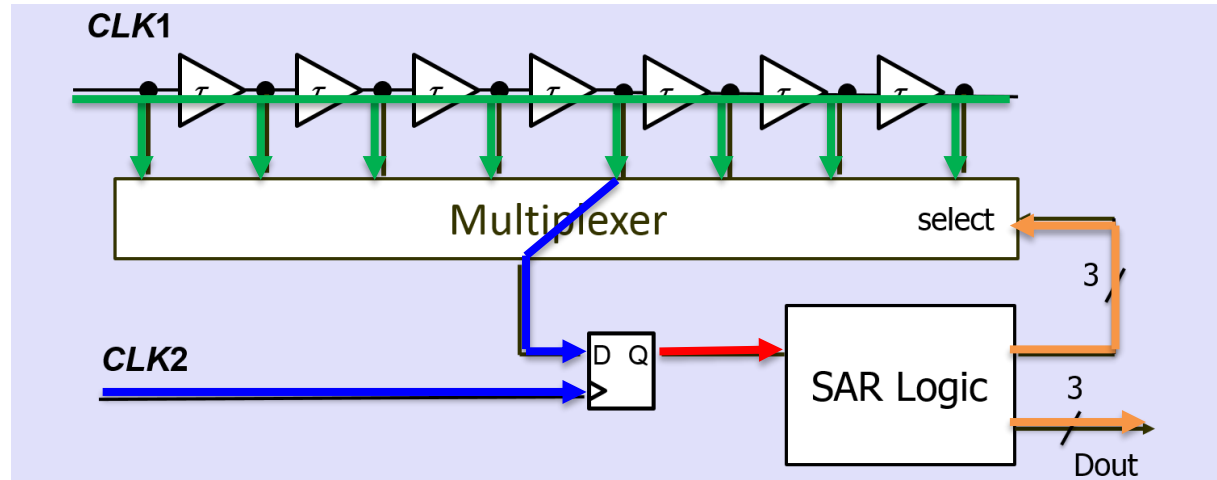 CLK1
τ τ τ τ τ τ τ
Multiplexer
select
3
CLK2
D Q
SAR Logic
3
Dout